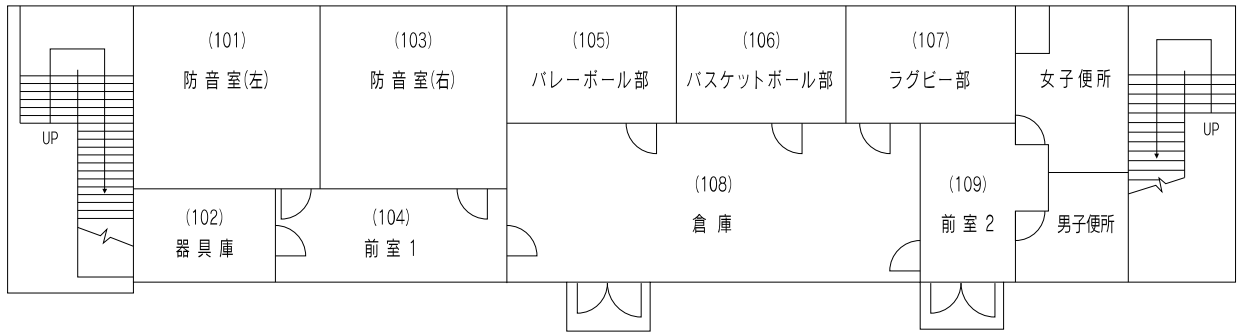 (101)
防音室(左)
(103)
防音室(右)
(105)
バレーボール部
(106)
バスケットボール部
(107)
ラグビー部
女子便所
UP
UP
(102)
器具庫
(104)
前室 1
(108)
倉庫
(109)
前室 2
男子便所